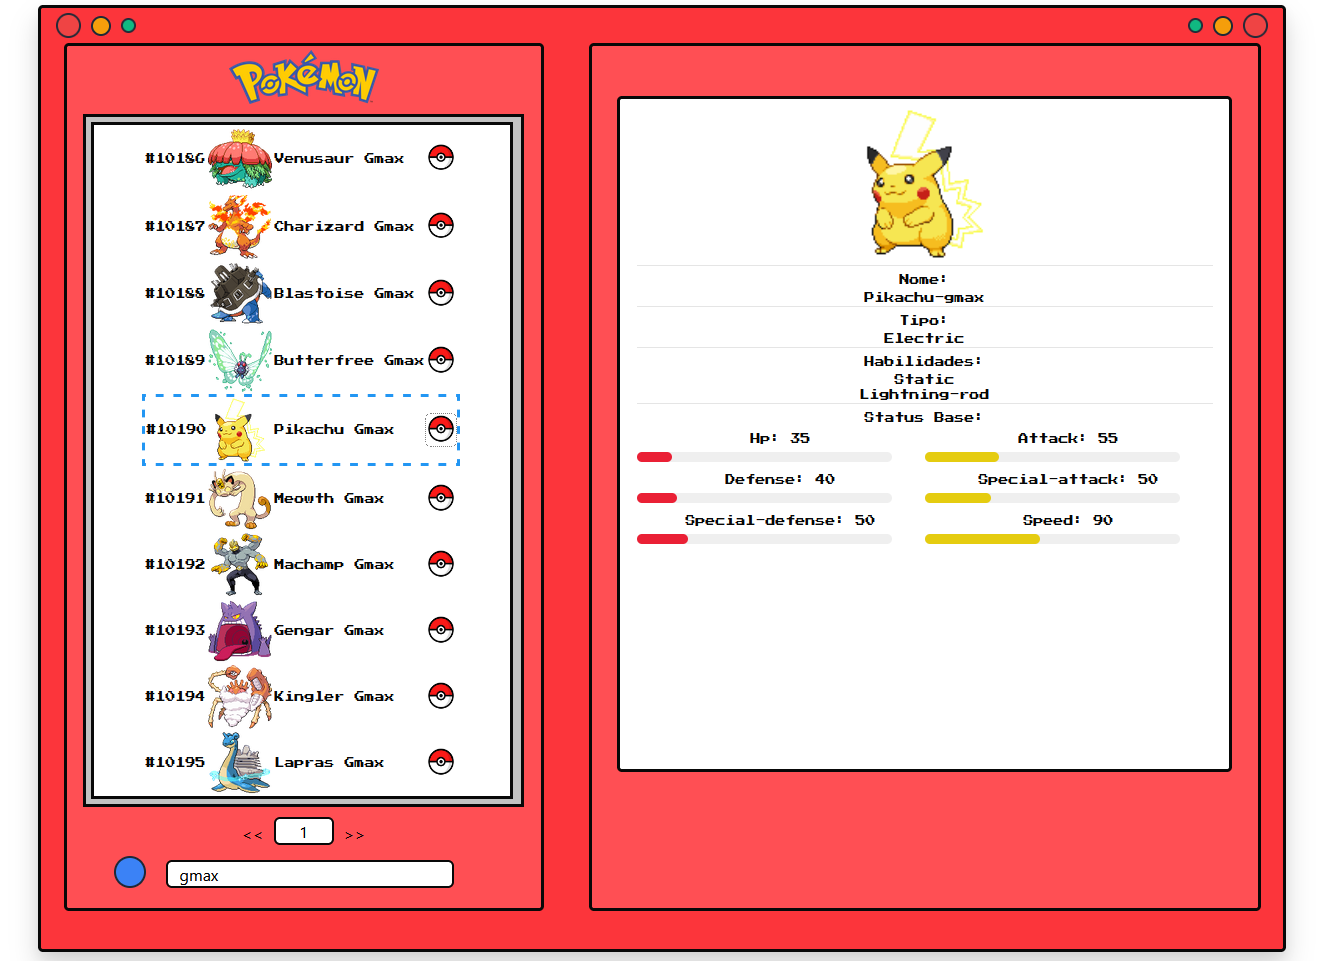 POKéMON
#10186 Venusaur Gmax
#10187 Charizard Gmax
#10188 Blastoise Gmax
#10189 Butterfree Gmax
#10190 Pikachu Gmax
#10191 Meowth Gmax
#10192 Machamp Gmax
#10193 Gengar Gmax
#10194 Kingler Gmax
#10195 Lapras Gmax
<< 1 >>
gmax
Nome:
Pikachu-gmax
Tipo:
Electric
Habilidades:
Static
Lightning-rod
Status Base:
Hp: 35 Attack: 55
Defense: 40 Special-attack: 50
Special-defense: 50 Speed: 90